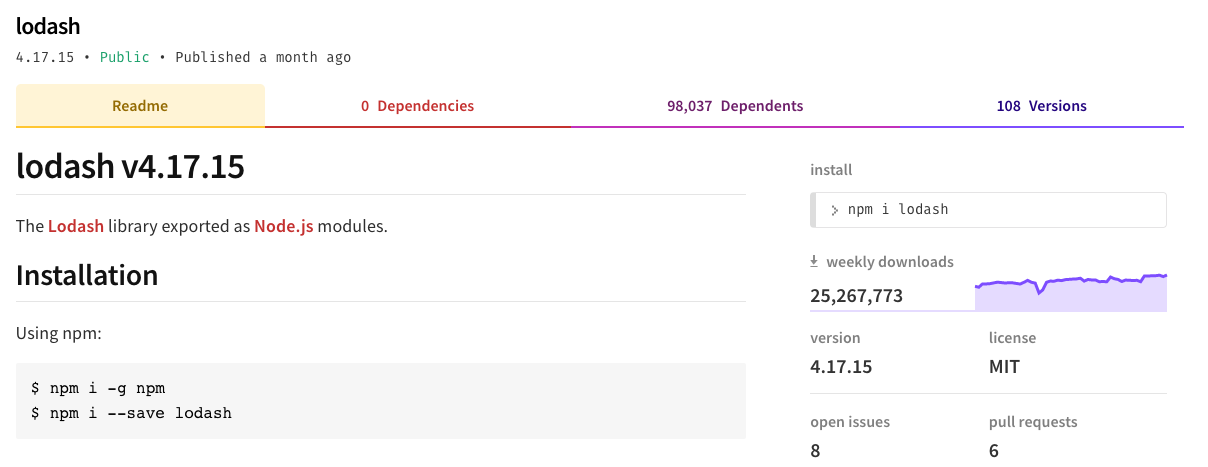 lodash
4.17.15 • Public • Published a month ago
Readme
0 Dependencies
98,037 Dependents
108 Versions
lodash v4.17.15
The Lodash library exported as Node.js modules.
Installation
Using npm:
$ npm i -g npm
$ npm i --save lodash
install
> npm i lodash
weekly downloads
25,267,773
version
4.17.15
license
MIT
open issues
8
pull requests
6